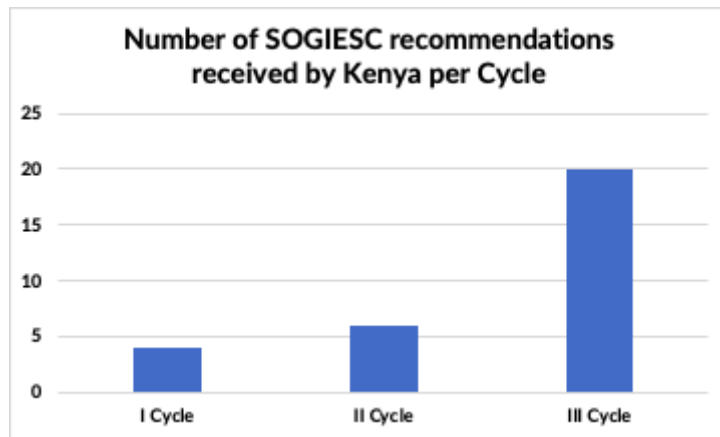 Number of SOGIESC recommendations
received by Kenya per Cycle
25
20
15
10
5
0
I Cycle
II Cycle
III Cycle